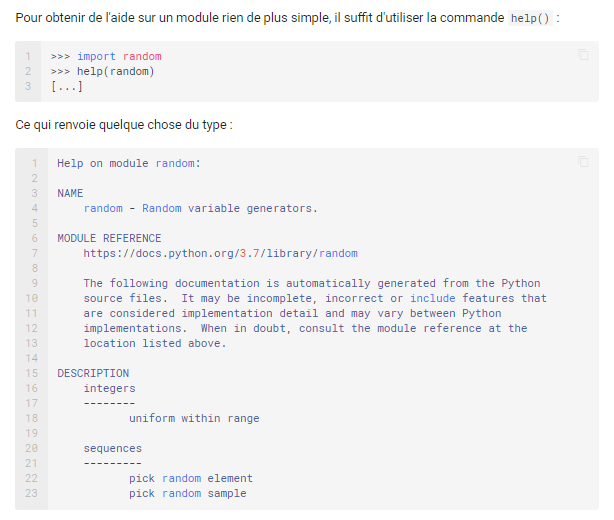 Pour obtenir de l'aide sur un module rien de plus simple, il suffit d'utiliser la commande help() :
1 >>> import random
2 >>> help(random)
3 [...]
Ce qui renvoie quelque chose du type :
1 Help on module random:
2
3 NAME
4     random - Random variable generators.
5
6 MODULE REFERENCE
7     https://docs.python.org/3.7/library/random
8
9     The following documentation is automatically generated from the Python
10     source files.  It may be incomplete, incorrect or include features that
11     are considered implementation detail and may vary between Python
12     implementations.  When in doubt, consult the module reference at the
13     location listed above.
14
15 DESCRIPTION
16     integers
17     --------
18            uniform within range
19
20     sequences
21     ---------
22            pick random element
23            pick random sample